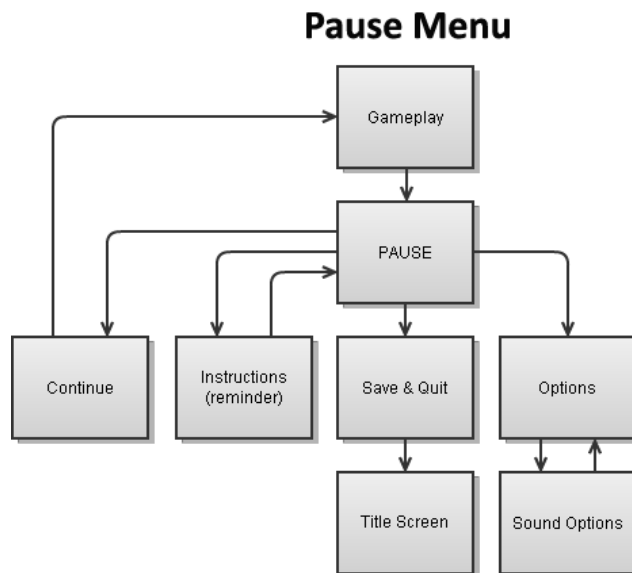 Pause Menu
Gameplay
PAUSE
Continue
Instructions
(reminder)
Save & Quit
Options
Title Screen
Sound Options